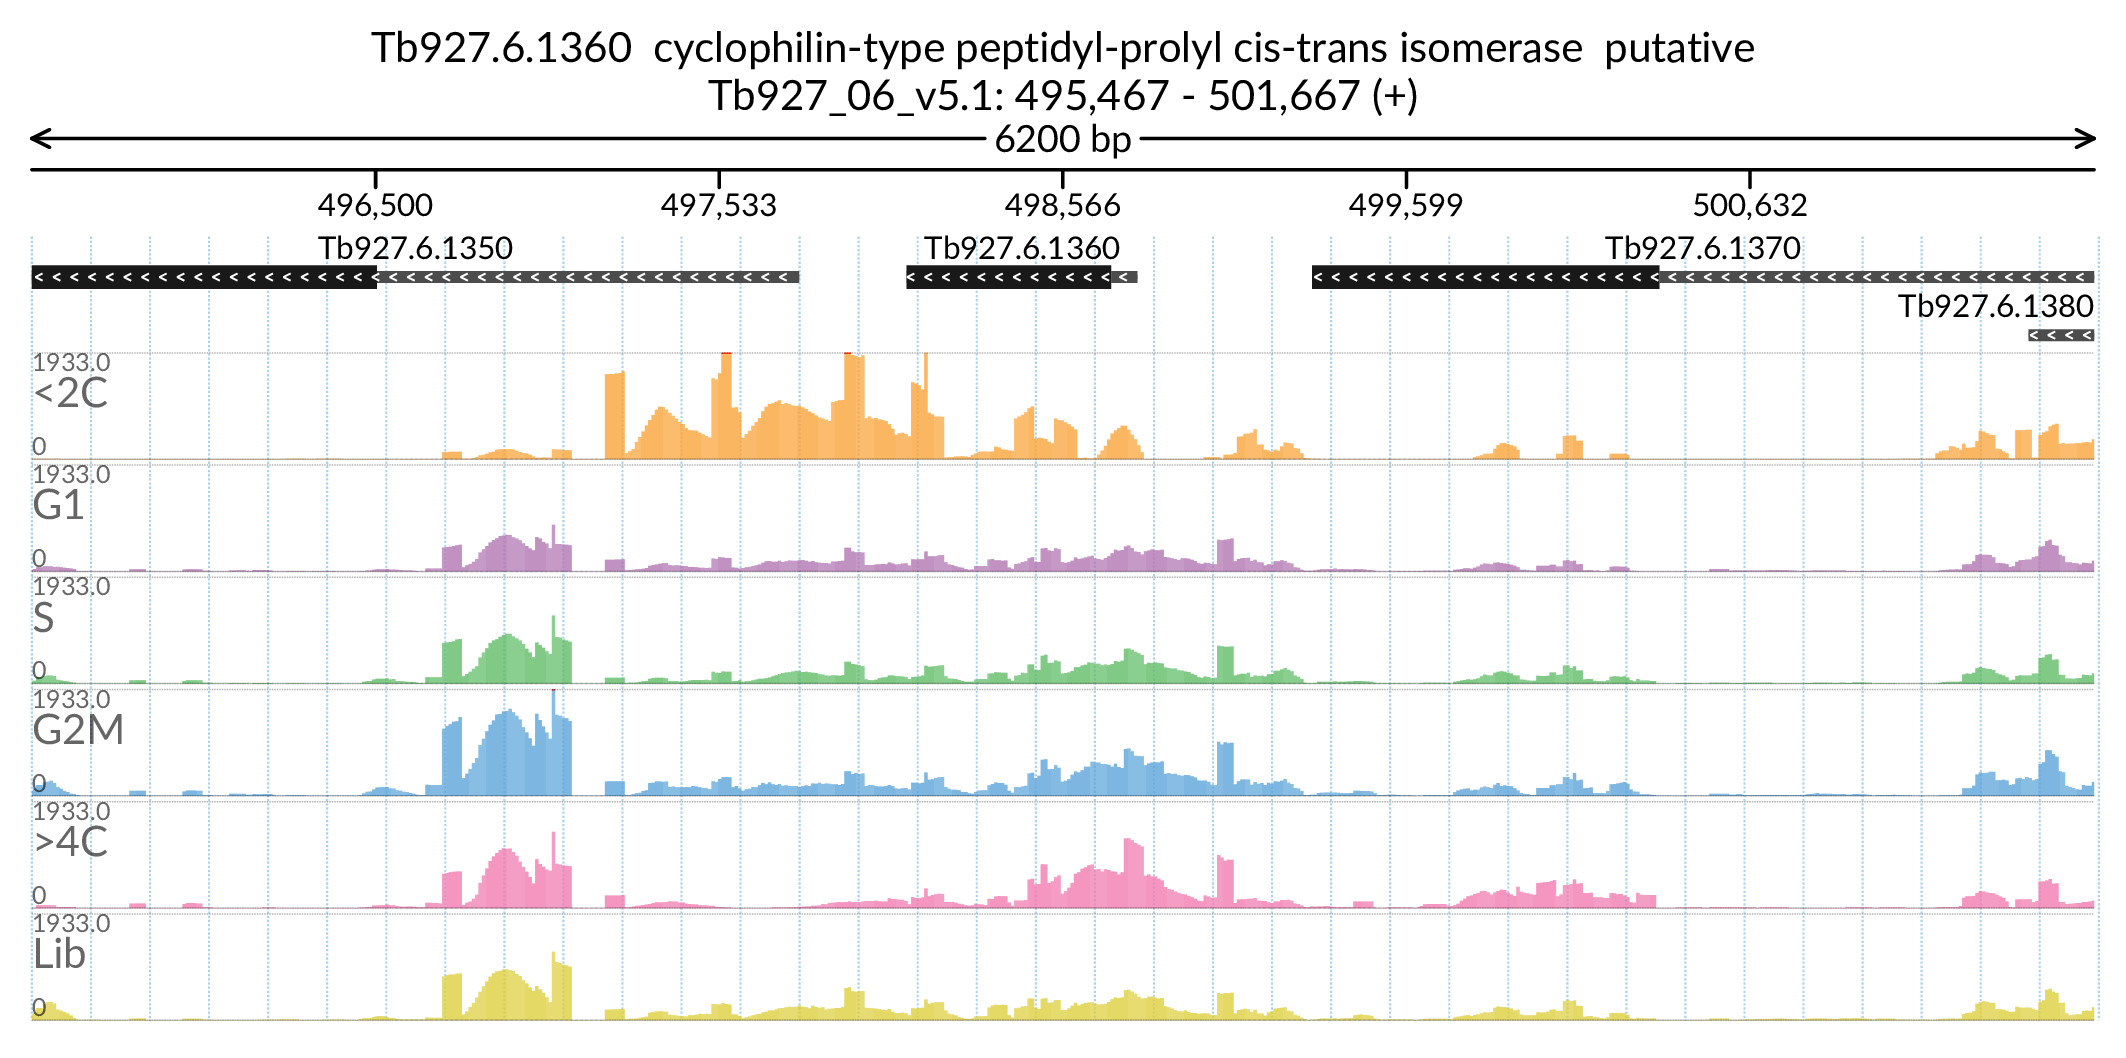 Tb927.6.1360  cyclophilin-type peptidyl-prolyl cis-trans isomerase  putative
Tb927_06_v5.1: 495,467 - 501,667 (+)
6200 bp
496,500 497,533 498,566 499,599 500,632
Tb927.6.1350 Tb927.6.1360 Tb927.6.1370
Tb927.6.1380
1933.0
<2C
0
1933.0
G1
0
1933.0
S
0
1933.0
G2M
0
1933.0
>4C
0
1933.0
Lib
0